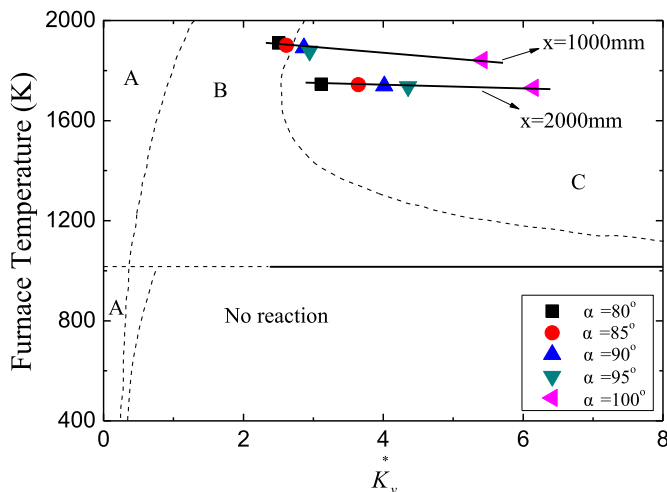 2000
1600
1200
800
400
Furnace Temperature (K)
A
B
x=1000mm
x=2000mm
C
A
No reaction
α =80°
α =85°
α =90°
α =95°
α =100°
0
2
4
6
8
*
K_v